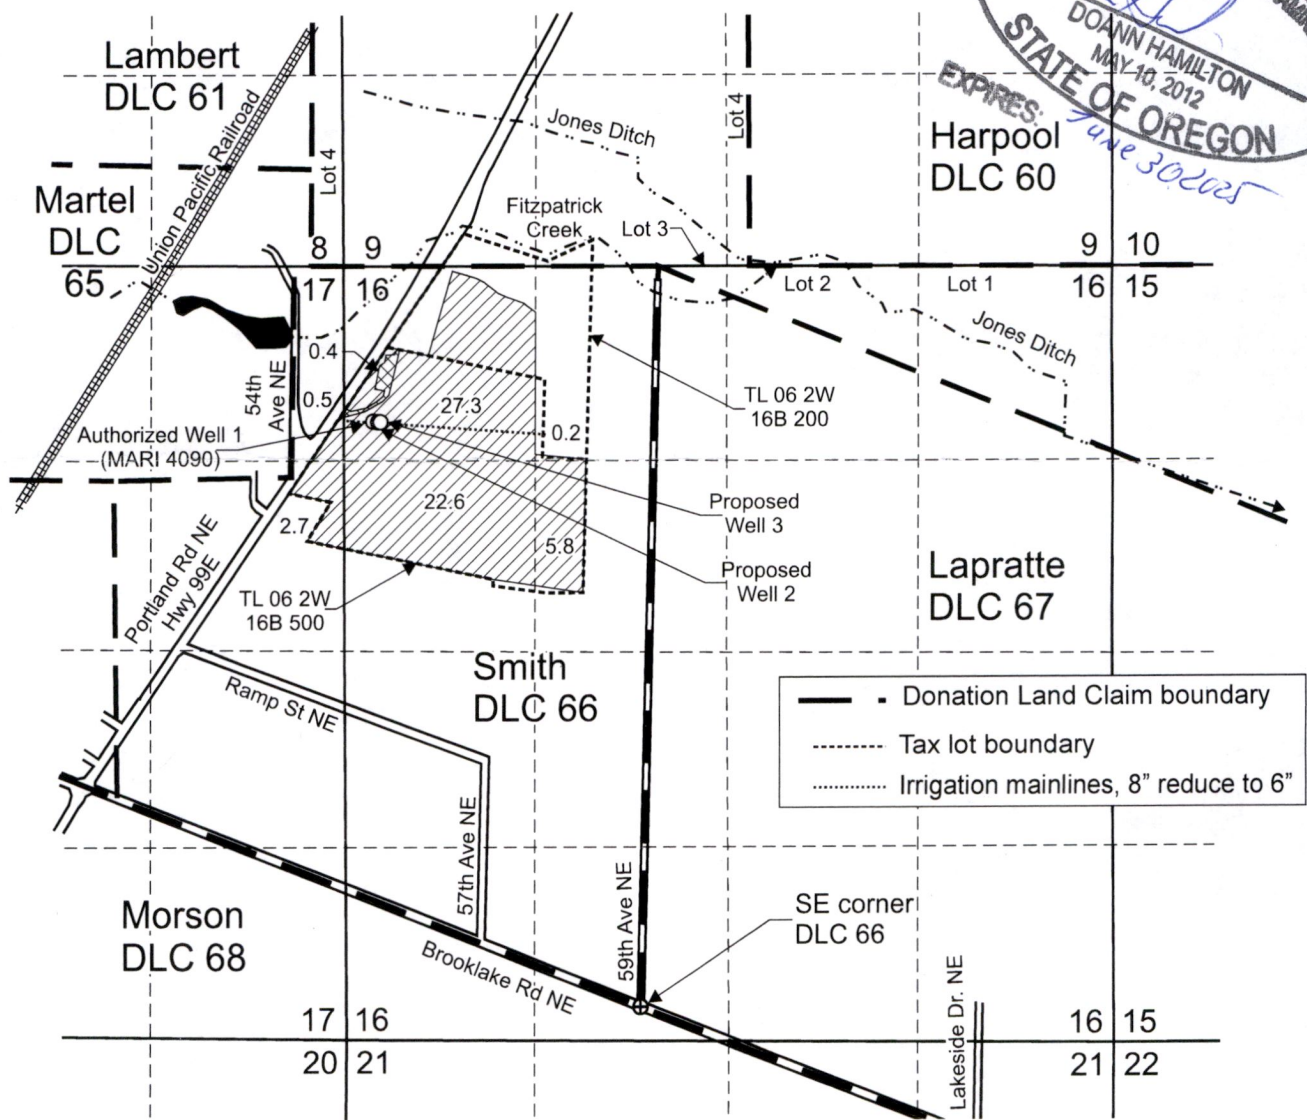 Lambert
DLC 61
Union Pacific Railroad
Lot 4
Jones Ditch
Lot 4
DOANN HAMILTON
MAY 10, 2012
STATE OF OREGON
EXPIRES: June 30 2025
Harpool
DLC 60
Martel
DLC
65
Fitzpatrick
Creek
Lot 3
8 9
17 16
9 10
16 15
Lot 2
Lot 1
Jones Ditch
0.4
0.5
54th
Ave NE
27.3
0.2
TL 06 2W
16B 200
Authorized Well 1
(MARI 4090)
22.6
2.7
5.8
Proposed
Well 3
Proposed
Well 2
Portland Rd NE
Hwy 99E
TL 06 2W
16B 500
Lapratte
DLC 67
Smith
DLC 66
Ramp St NE
Donation Land Claim boundary
Tax lot boundary
Irrigation mainlines, 8" reduce to 6"
57th Ave NE
59th Ave NE
SE corner
DLC 66
Morson
DLC 68
Brooklake Rd NE
Lakeside Dr. NE
17 16
20 21
16 15
21 22